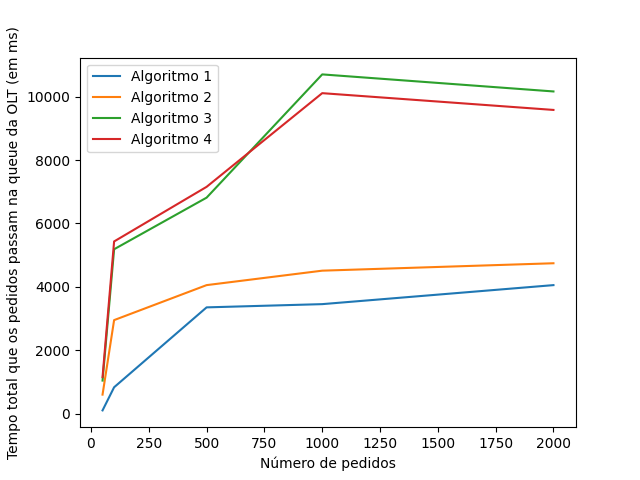 Tempo total que os pedidos passam na queue da OLT (em ms)
Algoritmo 1
Algoritmo 2
Algoritmo 3
Algoritmo 4
10000
8000
6000
4000
2000
0
0 250 500 750 1000 1250 1500 1750 2000
Número de pedidos